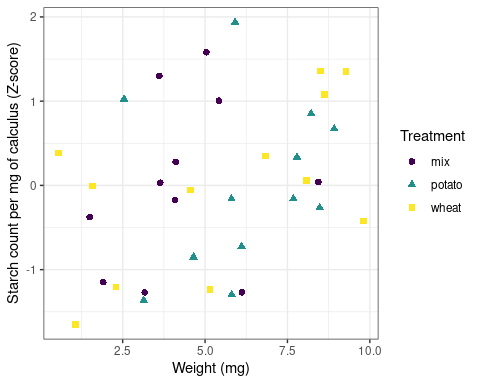 Starch count per mg of calculus (Z-score)
2
1
0
-1
2.5 5.0 7.5 10.0
Weight (mg)
Treatment
mix
potato
wheat